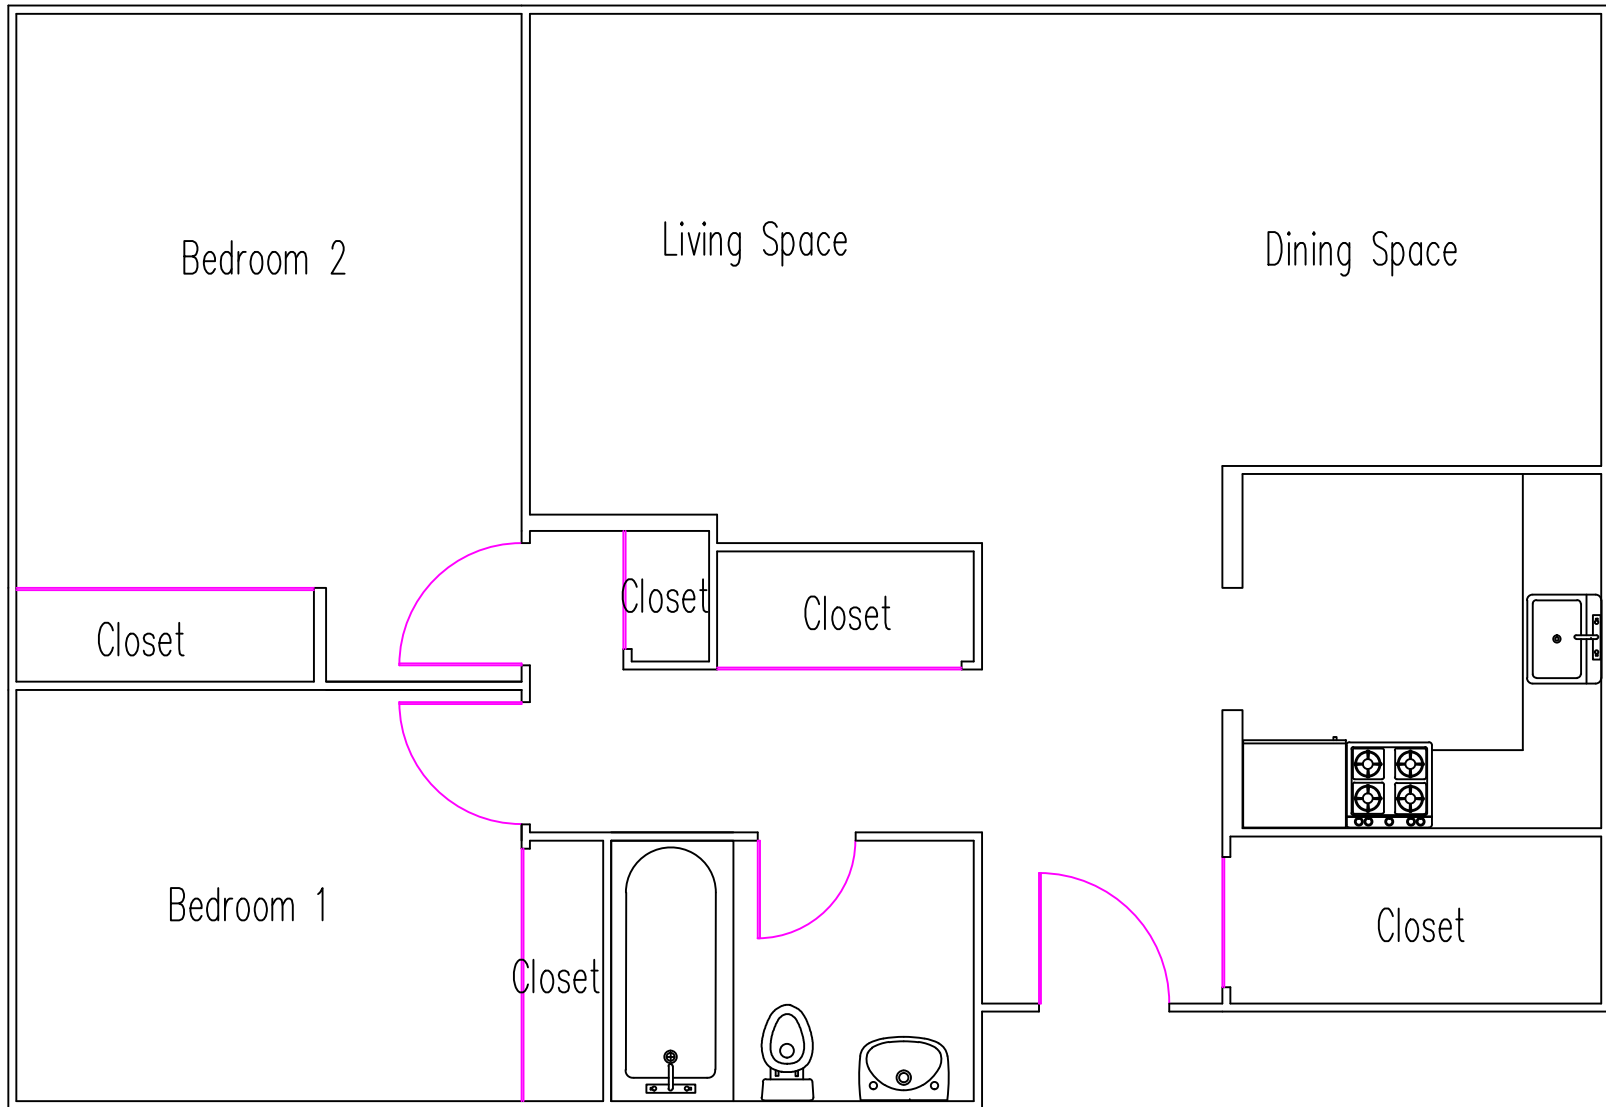 Living Space
Dining Space
Bedroom 2
Closet
Closet
Closet
Bedroom 1
Closet
Closet